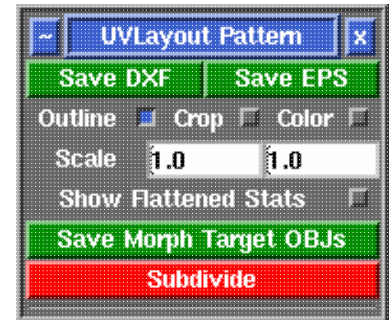 ~ UVLayout Pattern x
Save DXF Save EPS
Outline Crop Color
Scale 1.0 1.0
Show Flattened Stats
Save Morph Target OBJs
Subdivide